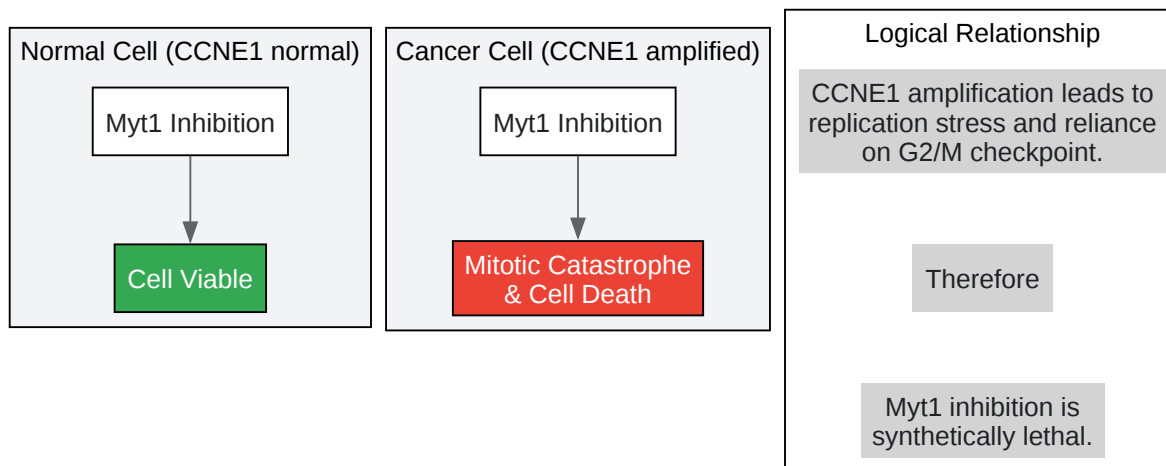 Normal Cell (CCNE1 normal)
Myt1 Inhibition
Cell Viable
Cancer Cell (CCNE1 amplified)
Myt1 Inhibition
Mitotic Catastrophe
& Cell Death
Logical Relationship
CCNE1 amplification leads to
replication stress and reliance
on G2/M checkpoint.
Therefore
Myt1 inhibition is
synthetically lethal.